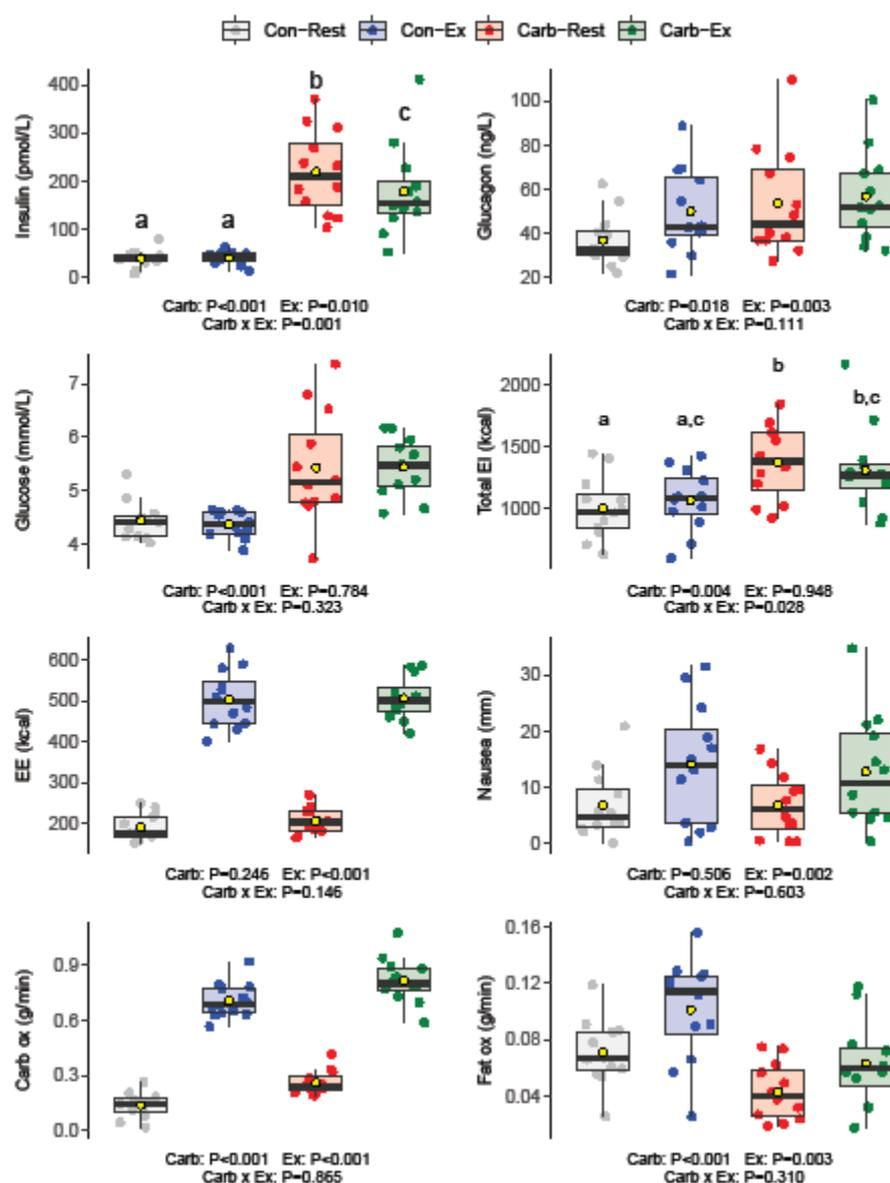 Con-Rest Con-Ex Carb-Rest Carb-Ex
Insulin (pmol/L)
400
300
200
100
0
a
a
b
c
Carb: P<0.001 Ex: P=0.010
Carb x Ex: P=0.001
Glucagon (ng/L)
100
80
60
40
20
Carb: P=0.018 Ex: P=0.003
Carb x Ex: P=0.111
Glucose (mmol/L)
7
6
5
4
Carb: P<0.001 Ex: P=0.784
Carb x Ex: P=0.323
Total EI (kcal)
2000
1500
1000
a
a,c
b
b,c
Carb: P=0.004 Ex: P=0.948
Carb x Ex: P=0.028
EE (kcal)
600
500
400
300
200
Carb: P=0.246 Ex: P<0.001
Carb x Ex: P=0.146
Nausea (mm)
30
20
10
0
Carb: P=0.506 Ex: P=0.002
Carb x Ex: P=0.603
Carb ox (g/min)
0.9
0.6
0.3
0.0
Carb: P<0.001 Ex: P<0.001
Carb x Ex: P=0.865
Fat ox (g/min)
0.16
0.12
0.08
0.04
Carb: P<0.001 Ex: P=0.003
Carb x Ex: P=0.310